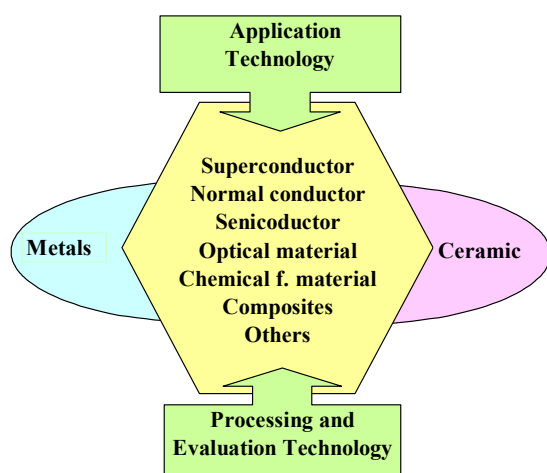 Application
Technology
Superconductor
Normal conductor
Senicoductor
Metals
Optical material
Ceramic
Chemical f. material
Composites
Others
Processing and
Evaluation Technology